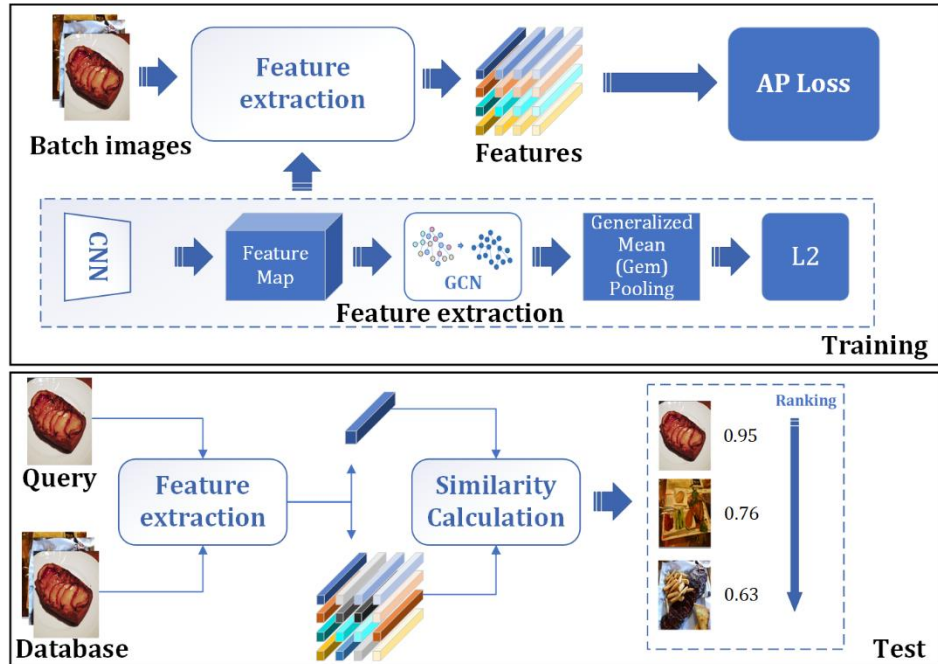 Feature
extraction
AP Loss
Batch images
Features
CNN
Feature
Map
GCN
Generalized
Mean
(Gem)
Pooling
L2
Feature extraction
Training
Ranking
0.95
Query
Feature
extraction
Similarity
Calculation
0.76
0.63
Database
Test